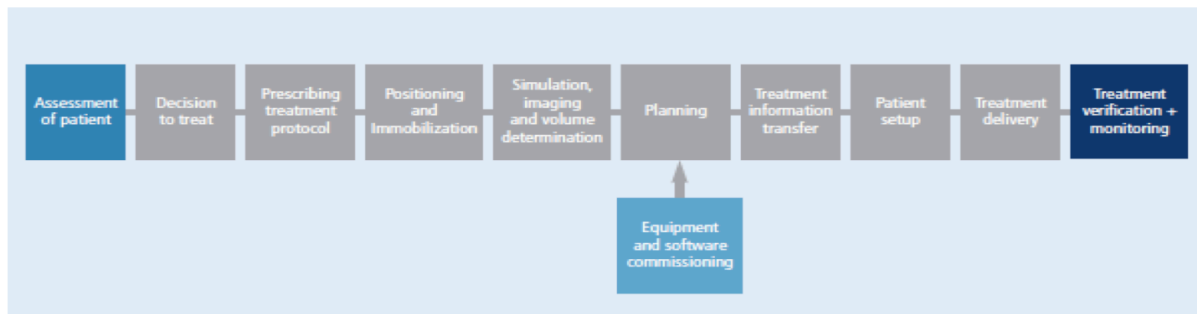 Assessment
of patient
Decision
to treat
Prescribing
treatment
protocol
Positioning
and
Immobilization
Simulation,
imaging
and volume
determination
Planning
Treatment
information
transfer
Patient
setup
Treatment
delivery
Treatment
verification +
monitoring
Equipment
and software
commissioning